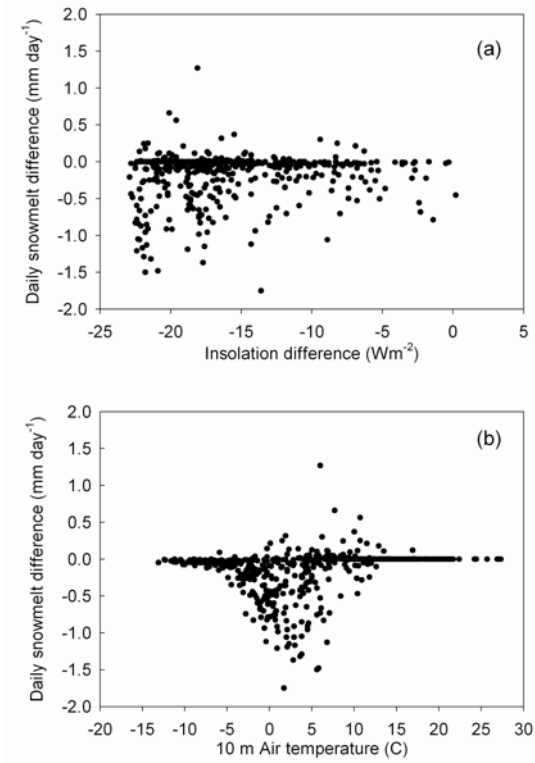 (a)
Daily snowmelt difference (mm day⁻¹)
2.0
1.5
1.0
0.5
0.0
-0.5
-1.0
-1.5
-2.0
-25 -20 -15 -10 -5 0 5
Insolation difference (Wm⁻²)
(b)
Daily snowmelt difference (mm day⁻¹)
2.0
1.5
1.0
0.5
0.0
-0.5
-1.0
-1.5
-2.0
-20 -15 -10 -5 0 5 10 15 20 25 30
10 m Air temperature (C)